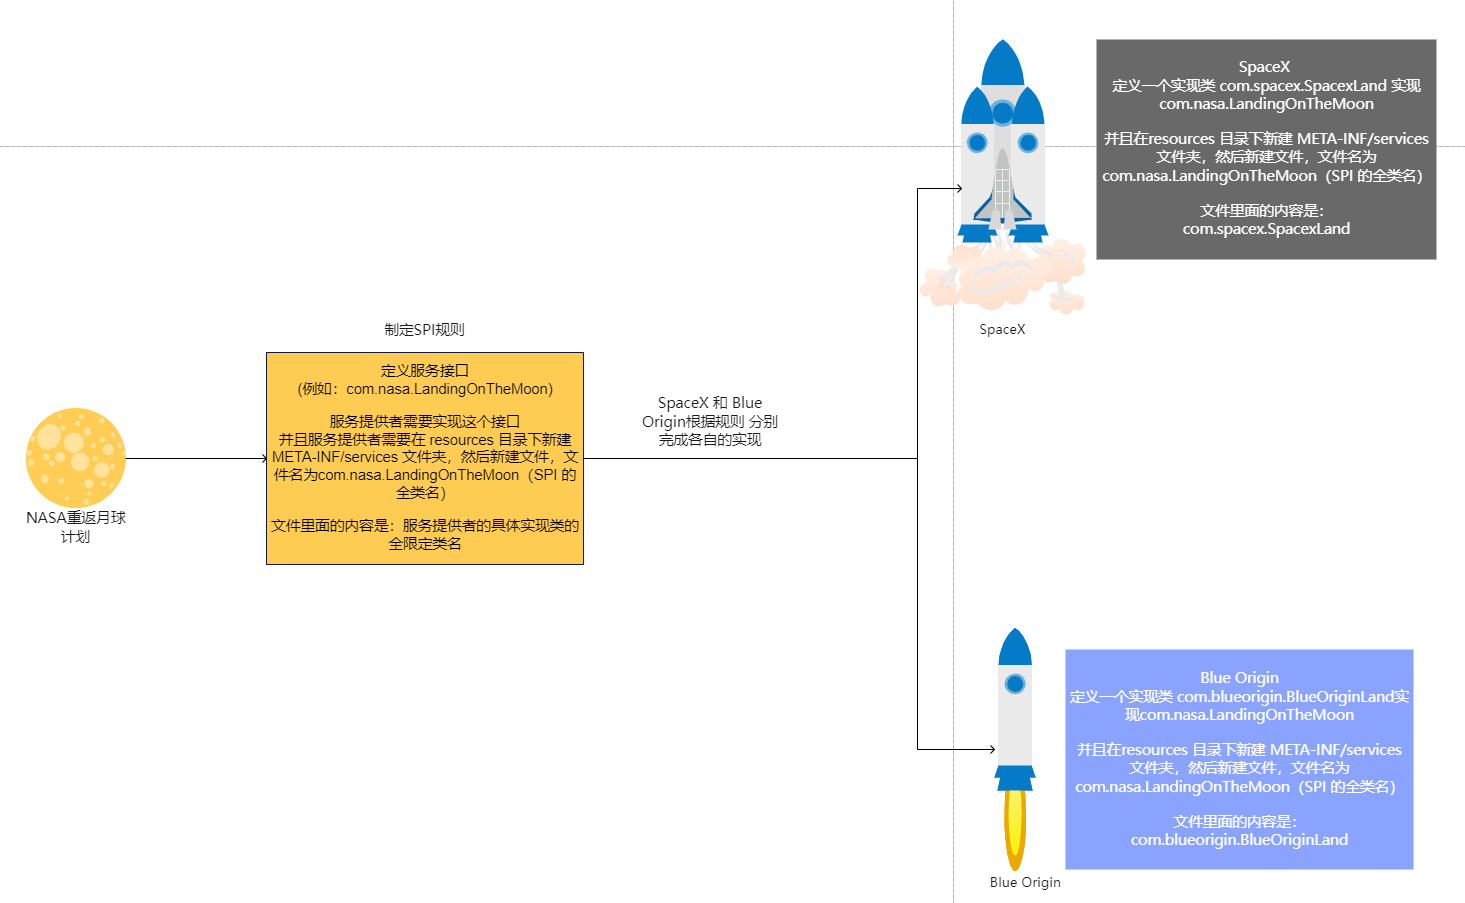 NASA重返月球
计划
制定SPI规则
定义服务接口
（例如：com.nasa.LandingOnTheMoon）
服务提供者需要实现这个接口
并且服务提供者需要在 resources 目录下新建
META-INF/services 文件夹，然后新建文件，文
件名为com.nasa.LandingOnTheMoon（SPI 的
全类名）
文件里面的内容是：服务提供者的具体实现类的
全限定类名
SpaceX 和 Blue
Origin根据规则 分别
完成各自的实现
SpaceX
SpaceX
定义一个实现类 com.spacex.SpacexLand 实现
com.nasa.LandingOnTheMoon
并且在resources 目录下新建 META-INF/services
文件夹，然后新建文件，文件名为
com.nasa.LandingOnTheMoon（SPI 的全类名）
文件里面的内容是：
com.spacex.SpacexLand
Blue Origin
Blue Origin
定义一个实现类 com.blueorigin.BlueOriginLand实
现com.nasa.LandingOnTheMoon
并且在resources 目录下新建 META-INF/services
文件夹，然后新建文件，文件名为
com.nasa.LandingOnTheMoon（SPI 的全类名）
文件里面的内容是：
com.blueorigin.BlueOriginLand